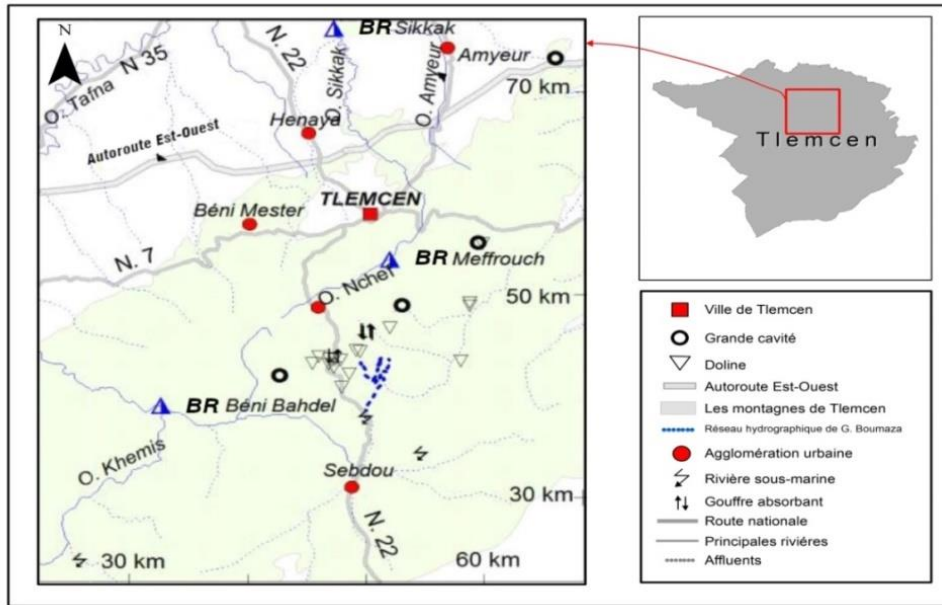 N
N 35
O. Tafna
N. 22
BR Sikkak
O. Sikkak
Amyeur
O. Amyeur
70 km
Henaya
Autoroute Est-Ouest
TLEMCEN
Béni Mester
N. 7
BR Meffrouch
O. Nchef
50 km
BR Béni Bahdel
O. Khemis
Sebdou
30 km
N. 22
30 km
60 km
Tlemcen
Ville de Tlemcen
Grande cavité
Doline
Autoroute Est-Ouest
Les montagnes de Tlemcen
Réseau hydrographique de G. Boumaza
Agglomération urbaine
Rivière sous-marine
Gouffre absorbant
Route nationale
Principales riviéres
Affluents